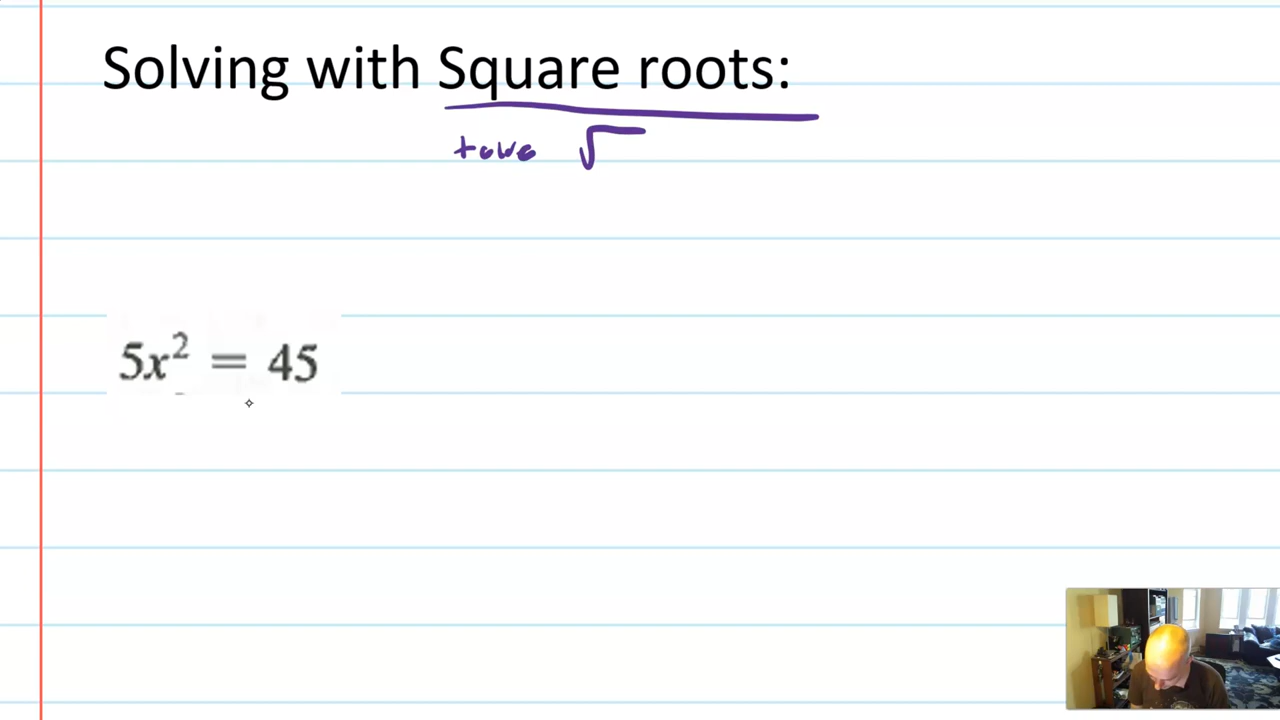 Solving with Square roots:
take √
5x² = 45